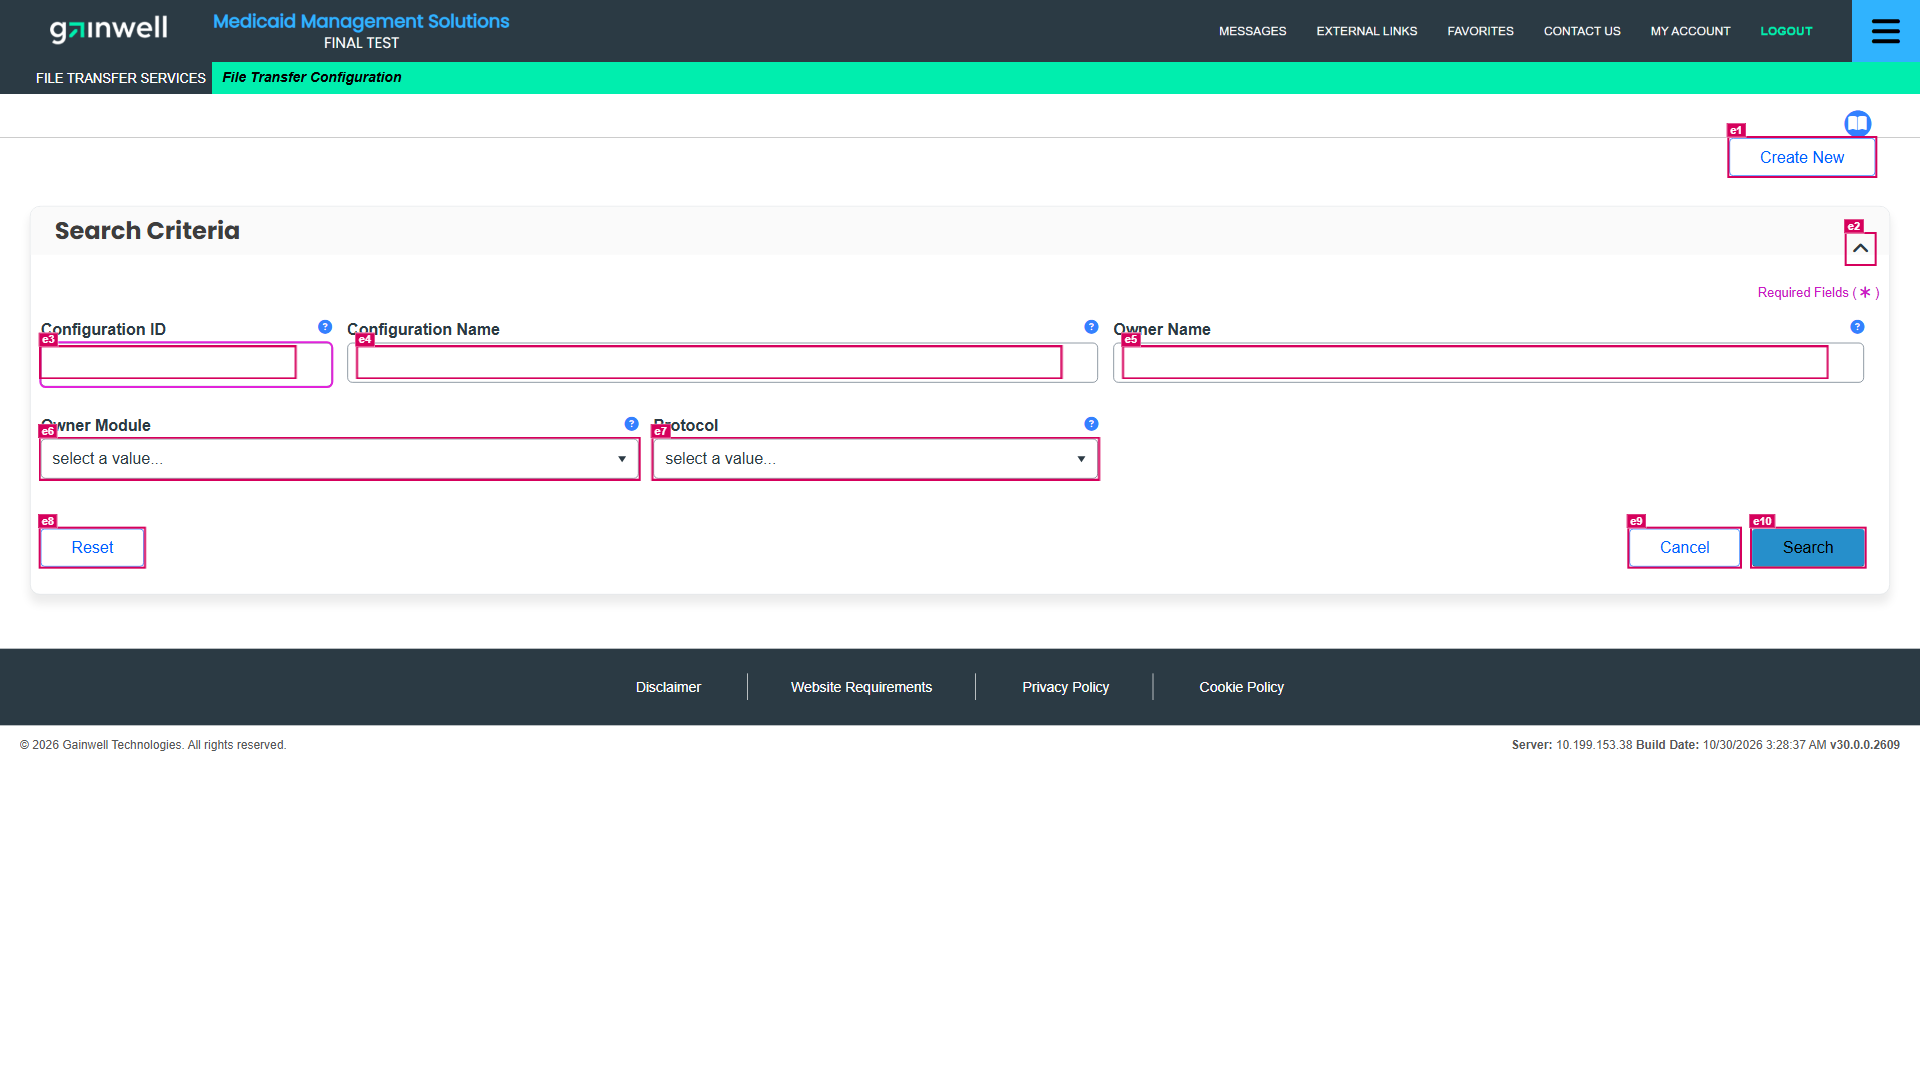 gainwell
Medicaid Management Solutions
FINAL TEST
MESSAGES
EXTERNAL LINKS
FAVORITES
CONTACT US
MY ACCOUNT
LOGOUT
FILE TRANSFER SERVICES
File Transfer Configuration
e1
Create New
Search Criteria
e2
Required Fields ( * )
Configuration ID
?
Configuration Name
?
Owner Name
?
e3
e4
e5
Owner Module
?
Protocol
?
e6
select a value...
e7
select a value...
e8
Reset
e9
Cancel
e10
Search
Disclaimer
Website Requirements
Privacy Policy
Cookie Policy
© 2026 Gainwell Technologies. All rights reserved.
Server: 10.199.153.38 Build Date: 10/30/2026 3:28:37 AM v30.0.0.2609